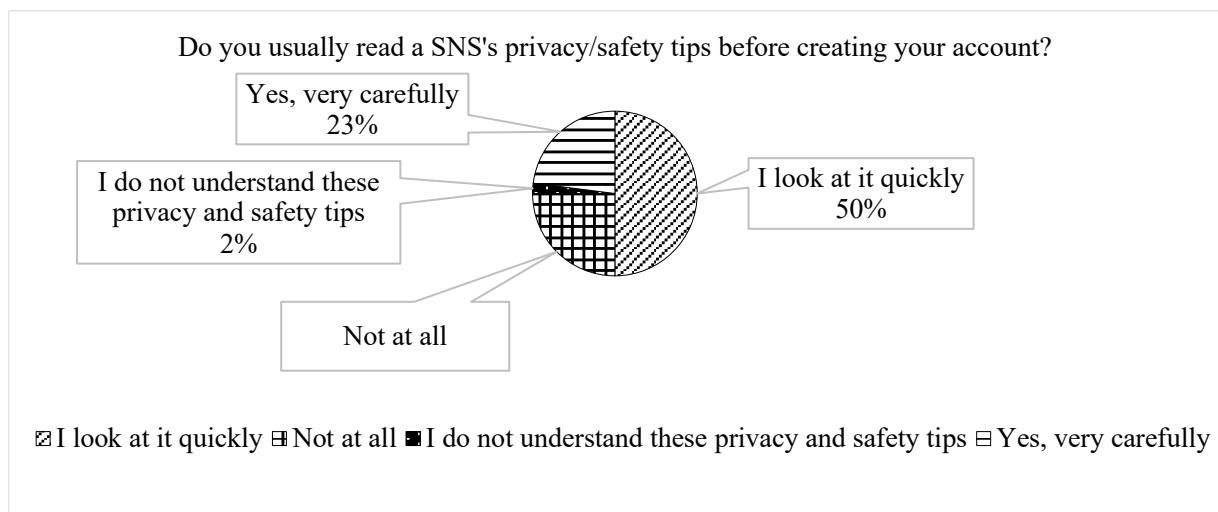 Do you usually read a SNS's privacy/safety tips before creating your account?
Yes, very carefully
23%
I do not understand these
privacy and safety tips
2%
I look at it quickly
50%
Not at all
I look at it quickly Not at all I do not understand these privacy and safety tips Yes, very carefully